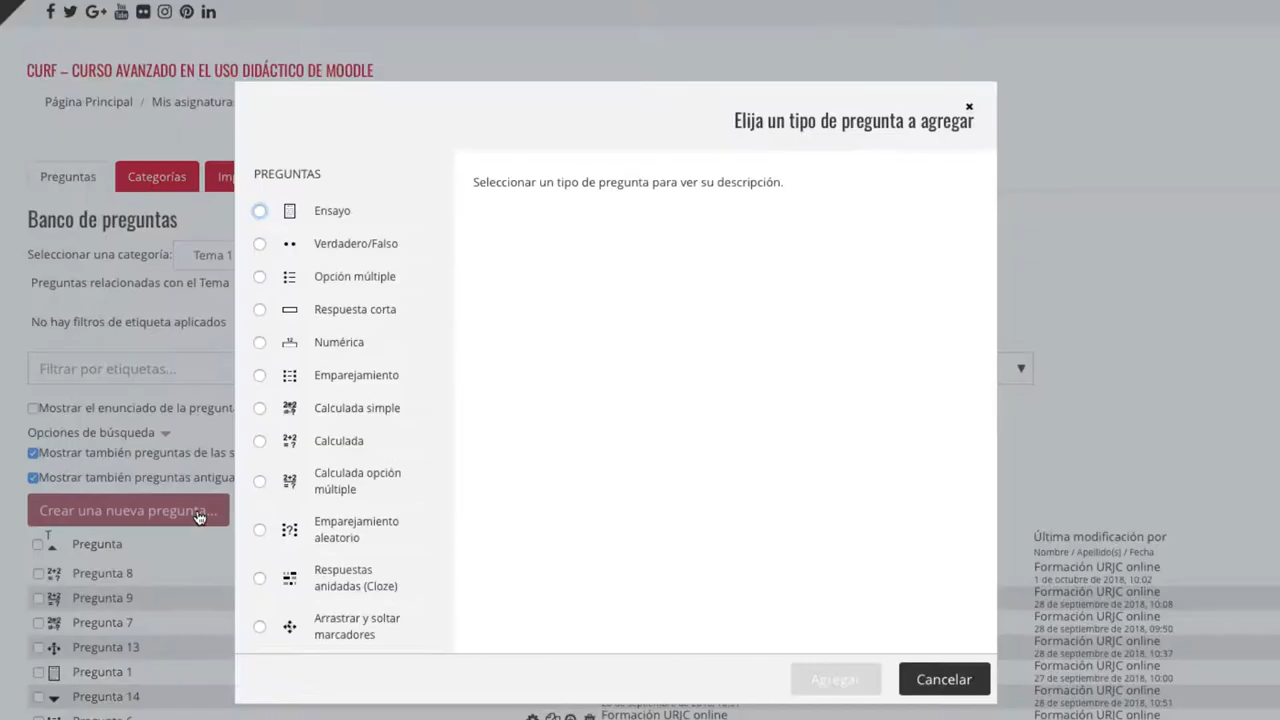 CURF – CURSO AVANZADO EN EL USO DIDÁCTICO DE MOODLE
Página Principal / Mis asignatura
Elija un tipo de pregunta a agregar
Preguntas
Categorías
Im
PREGUNTAS
Seleccionar un tipo de pregunta para ver su descripción.
Ensayo
Verdadero/Falso
Opción múltiple
Respuesta corta
Numérica
Emparejamiento
Calculada simple
Calculada
Calculada opción
múltiple
Emparejamiento
aleatorio
Respuestas
anidadas (Cloze)
Arrastrar y soltar
marcadores
Agregar
Cancelar
Banco de preguntas
Seleccionar una categoría: Tema 1
Preguntas relacionadas con el Tema
No hay filtros de etiqueta aplicados
Filtrar por etiquetas...
Mostrar el enunciado de la pregunt
Opciones de búsqueda
Mostrar también preguntas de las s
Mostrar también preguntas antigua
Crear una nueva pregunta...
T
Pregunta
Pregunta 8
Pregunta 9
Pregunta 7
Pregunta 13
Pregunta 1
Pregunta 14
Última modificación por
Nombre / Apellido(s) / Fecha
Formación URJC online
1 de octubre de 2018, 10:02
Formación URJC online
28 de septiembre de 2018, 10:08
Formación URJC online
28 de septiembre de 2018, 09:50
Formación URJC online
28 de septiembre de 2018, 10:37
Formación URJC online
27 de septiembre de 2018, 10:00
Formación URJC online
28 de septiembre de 2018, 10:51
Formación URJC online
Formación URJC online